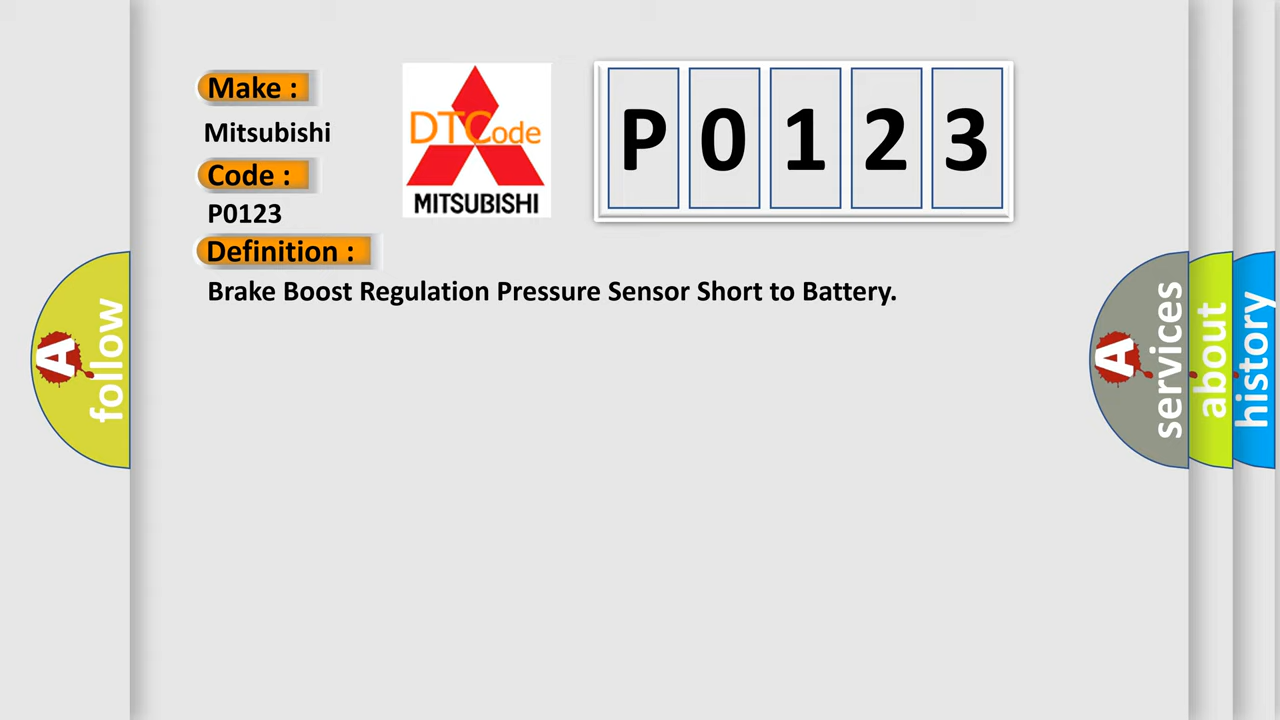 Make :
Mitsubishi
Code :
P0123
Definition :
Brake Boost Regulation Pressure Sensor Short to Battery.
DTCode
MITSUBISHI
P 0 1 2 3
A follow
A services
about
history